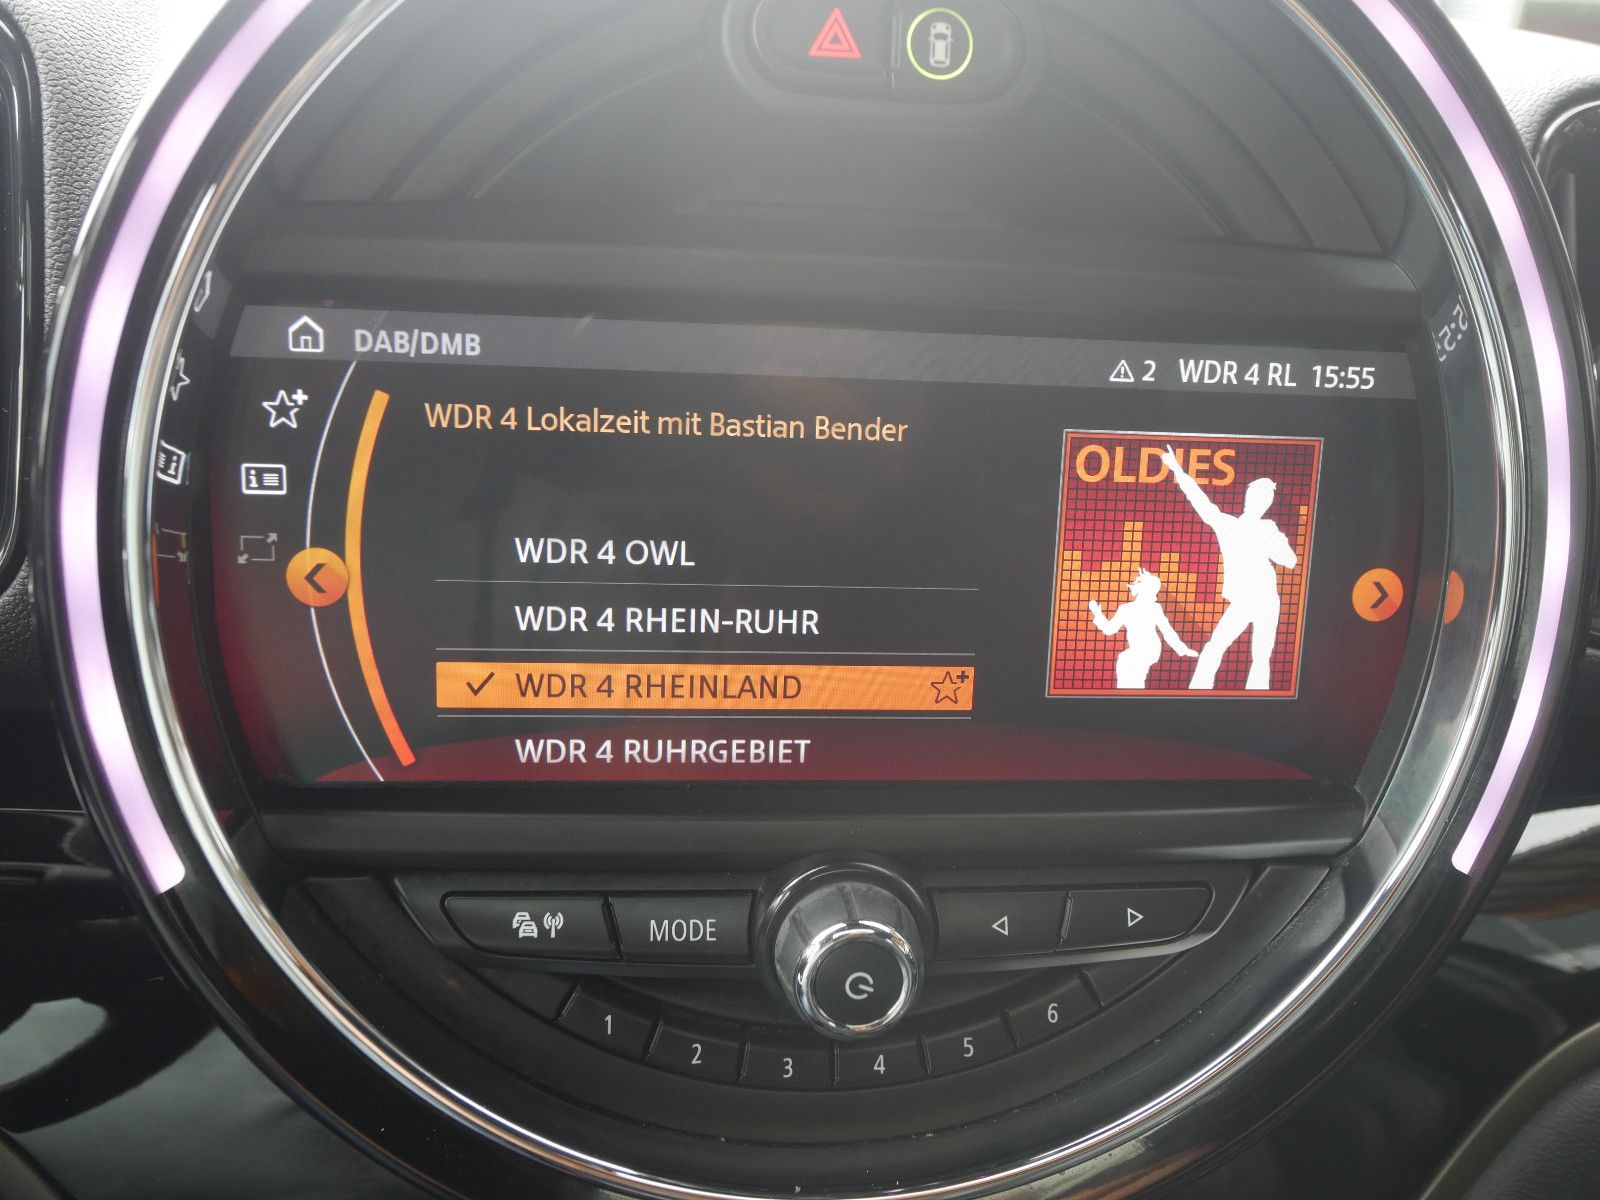 DAB/DMB
2 WDR 4 RL 15:55
WDR 4 Lokalzeit mit Bastian Bender
OLDIES
WDR 4 OWL
WDR 4 RHEIN-RUHR
WDR 4 RHEINLAND
WDR 4 RUHRGEBIET
MODE
1
2
3
4
5
6